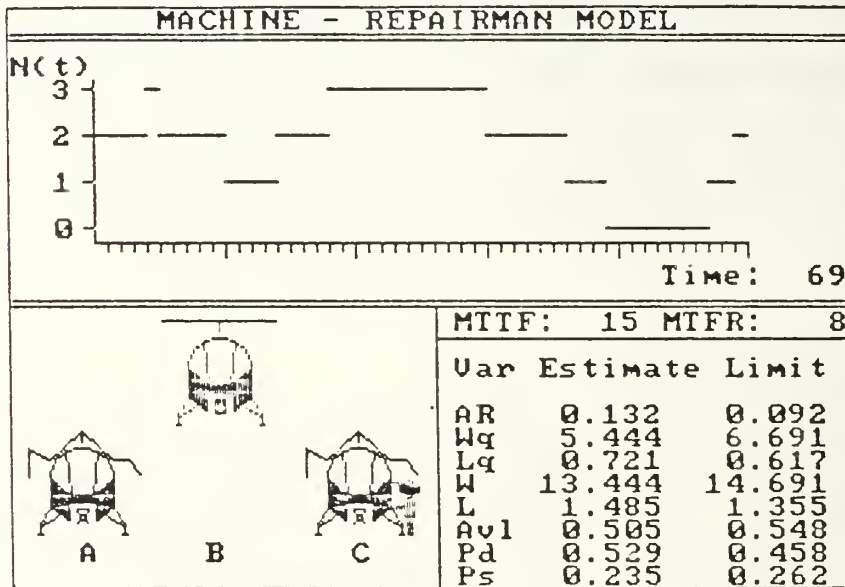 MACHINE - REPAIRMAN MODEL
N(t)
3
2
1
0
Time: 69
MTTF: 15 MTFR: 8
Var Estimate Limit
AR 0.132 0.092
Wq 5.444 6.691
Lq 0.721 0.617
W 13.444 14.691
L 1.485 1.355
Avl 0.505 0.548
Pd 0.529 0.458
Ps 0.235 0.262
A B C